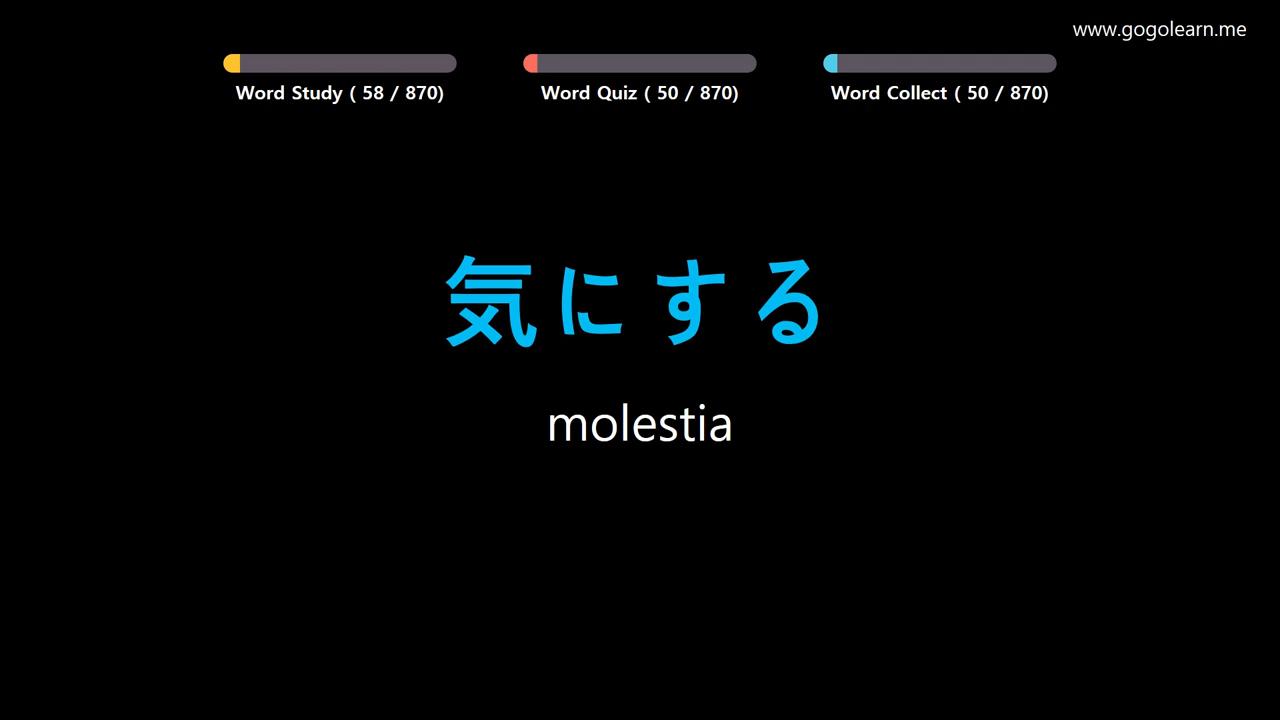 www.gogolearn.me
Word Study ( 58 / 870)
Word Quiz ( 50 / 870)
Word Collect ( 50 / 870)
気にする
molestia